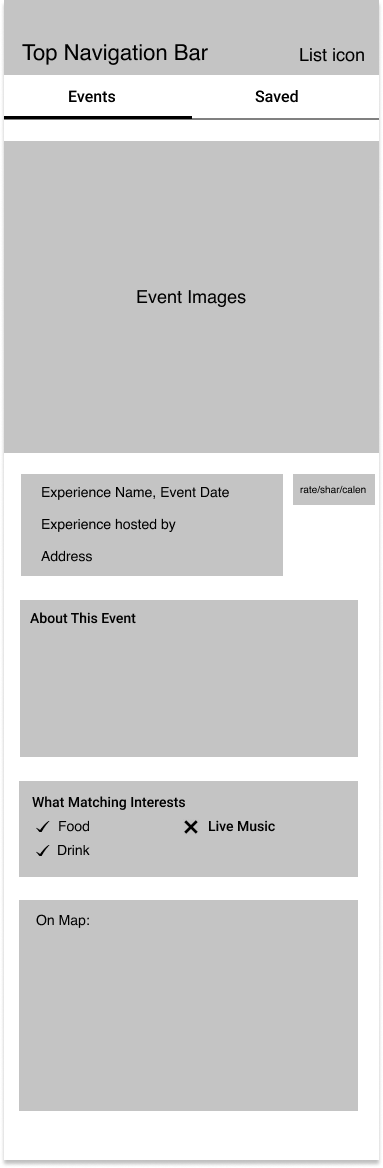 Top Navigation Bar List icon
Events Saved
Event Images
Experience Name, Event Date
rate/shar/calen
Experience hosted by
Address
About This Event
What Matching Interests
Food Live Music
Drink
On Map: